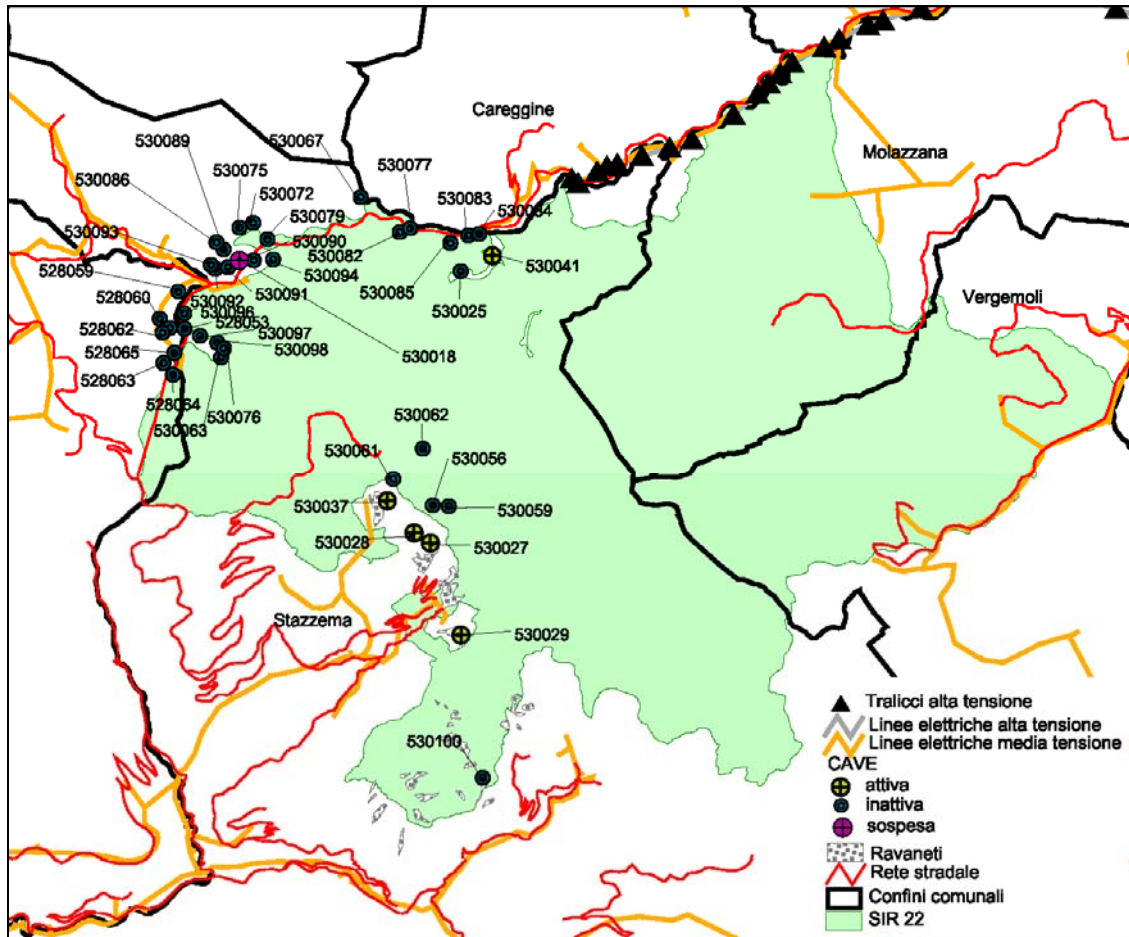 Careggine
530067
530089
530077
Molazzana
530075
530072
530086
530083
530079
530084
530093
530090
530082
530041
528059
530094
530085
530092
530091
530025
Vergemoli
528060
530096
528053
528062
530097
530018
528065
530098
528063
528064
530062
530076
530063
530061
530056
530037
530059
530028
530027
Stazzema
530029
530100
Tralicci alta tensione
Linee elettriche alta tensione
Linee elettriche media tensione
CAVE
attiva
inattiva
sospesa
Ravaneti
Rete stradale
Confini comunali
SIR 22